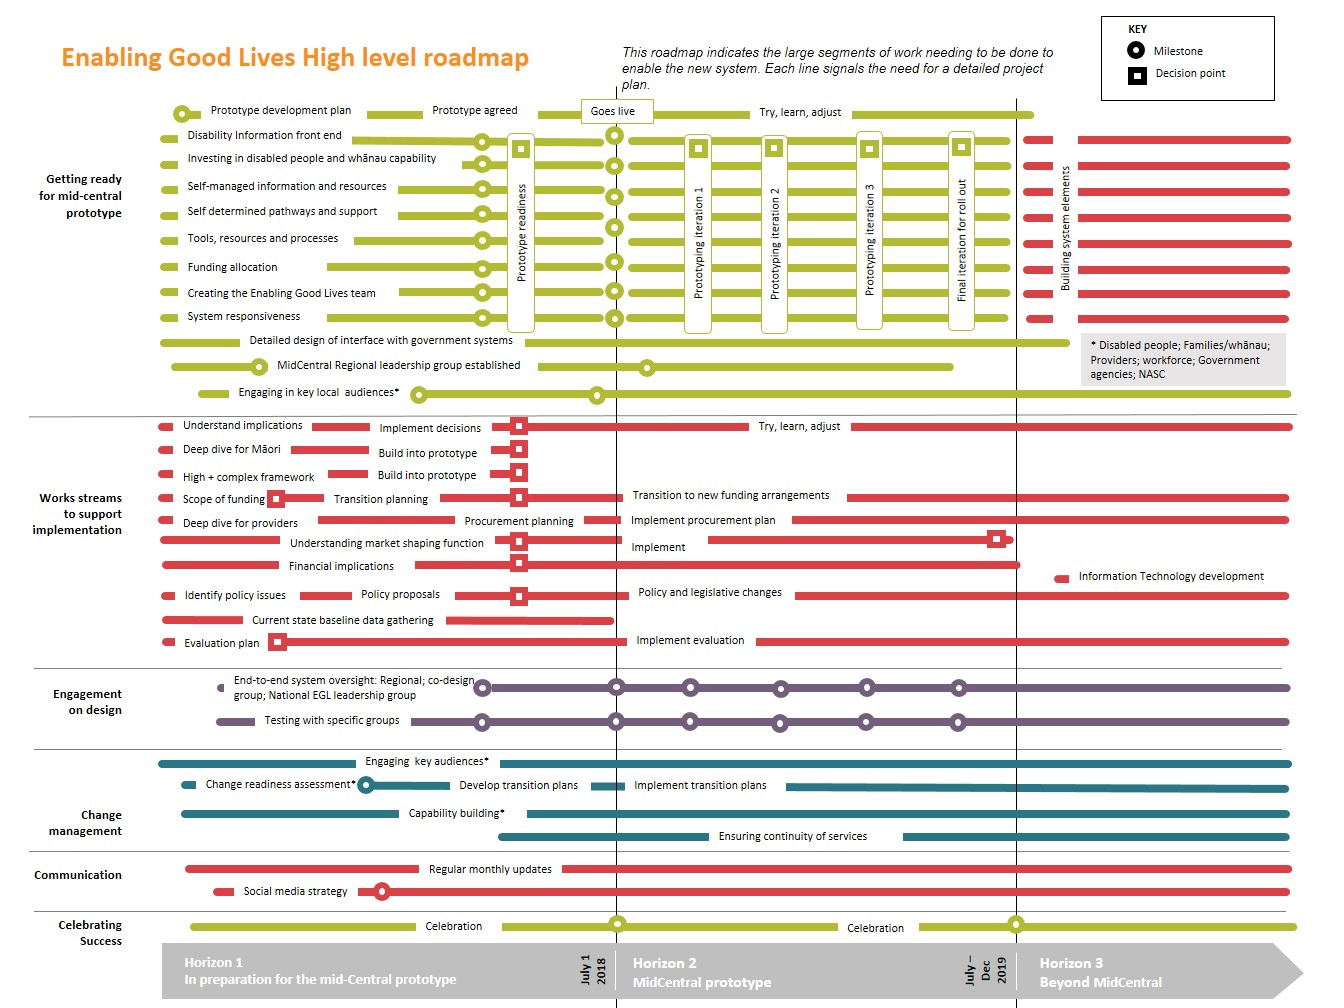 Enabling Good Lives High level roadmap
This roadmap indicates the large segments of work needing to be done to
enable the new system. Each line signals the need for a detailed project
plan.
KEY
Milestone
Decision point
Prototype development plan
Prototype agreed
Goes live
Try, learn, adjust
Getting ready
for mid-central
prototype
Disability Information front end
Investing in disabled people and whānau capability
Self-managed information and resources
Self determined pathways and support
Tools, resources and processes
Funding allocation
Creating the Enabling Good Lives team
System responsiveness
Prototype readiness
Prototyping iteration 1
Prototyping iteration 2
Prototyping iteration 3
Final iteration for roll out
Building system elements
Detailed design of interface with government systems
MidCentral Regional leadership group established
Engaging in key local audiences*
* Disabled people; Families/whānau;
Providers; workforce; Government
agencies; NASC
Works streams
to support
implementation
Understand implications
Implement decisions
Try, learn, adjust
Deep dive for Māori
Build into prototype
High + complex framework
Build into prototype
Scope of funding
Transition planning
Transition to new funding arrangements
Deep dive for providers
Procurement planning
Implement procurement plan
Understanding market shaping function
Implement
Financial implications
Information Technology development
Identify policy issues
Policy proposals
Policy and legislative changes
Current state baseline data gathering
Evaluation plan
Implement evaluation
Engagement
on design
End-to-end system oversight: Regional; co-design
group; National EGL leadership group
Testing with specific groups
Change
management
Engaging key audiences*
Change readiness assessment*
Develop transition plans
Implement transition plans
Capability building*
Ensuring continuity of services
Communication
Regular monthly updates
Social media strategy
Celebrating
Success
Celebration
Celebration
Horizon 1
In preparation for the mid-Central prototype
July 1
2018
Horizon 2
MidCentral prototype
July –
Dec
2019
Horizon 3
Beyond MidCentral